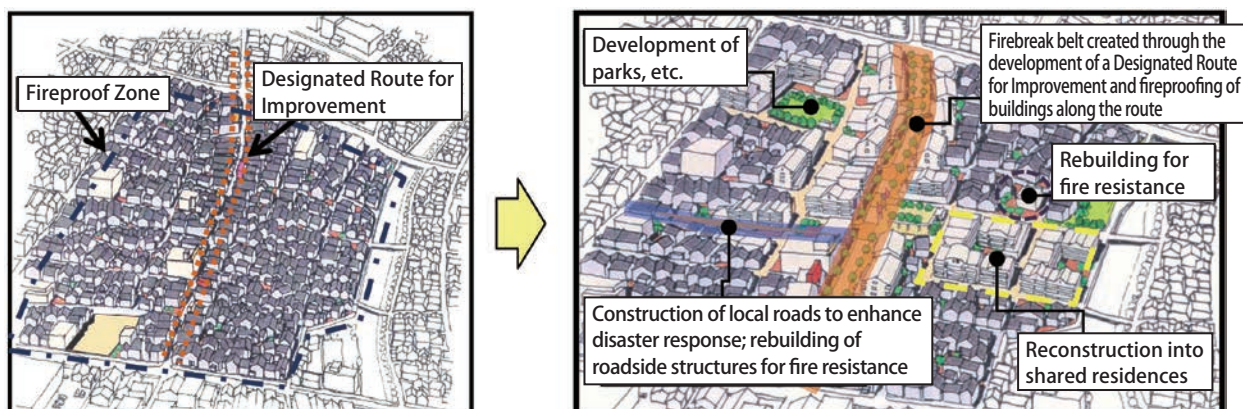 Fireproof Zone
Designated Route for
Improvement
Development of
parks, etc.
Firebreak belt created through the
development of a Designated Route
for Improvement and fireproofing of
buildings along the route
Rebuilding for
fire resistance
Construction of local roads to enhance
disaster response; rebuilding of
roadside structures for fire resistance
Reconstruction into
shared residences